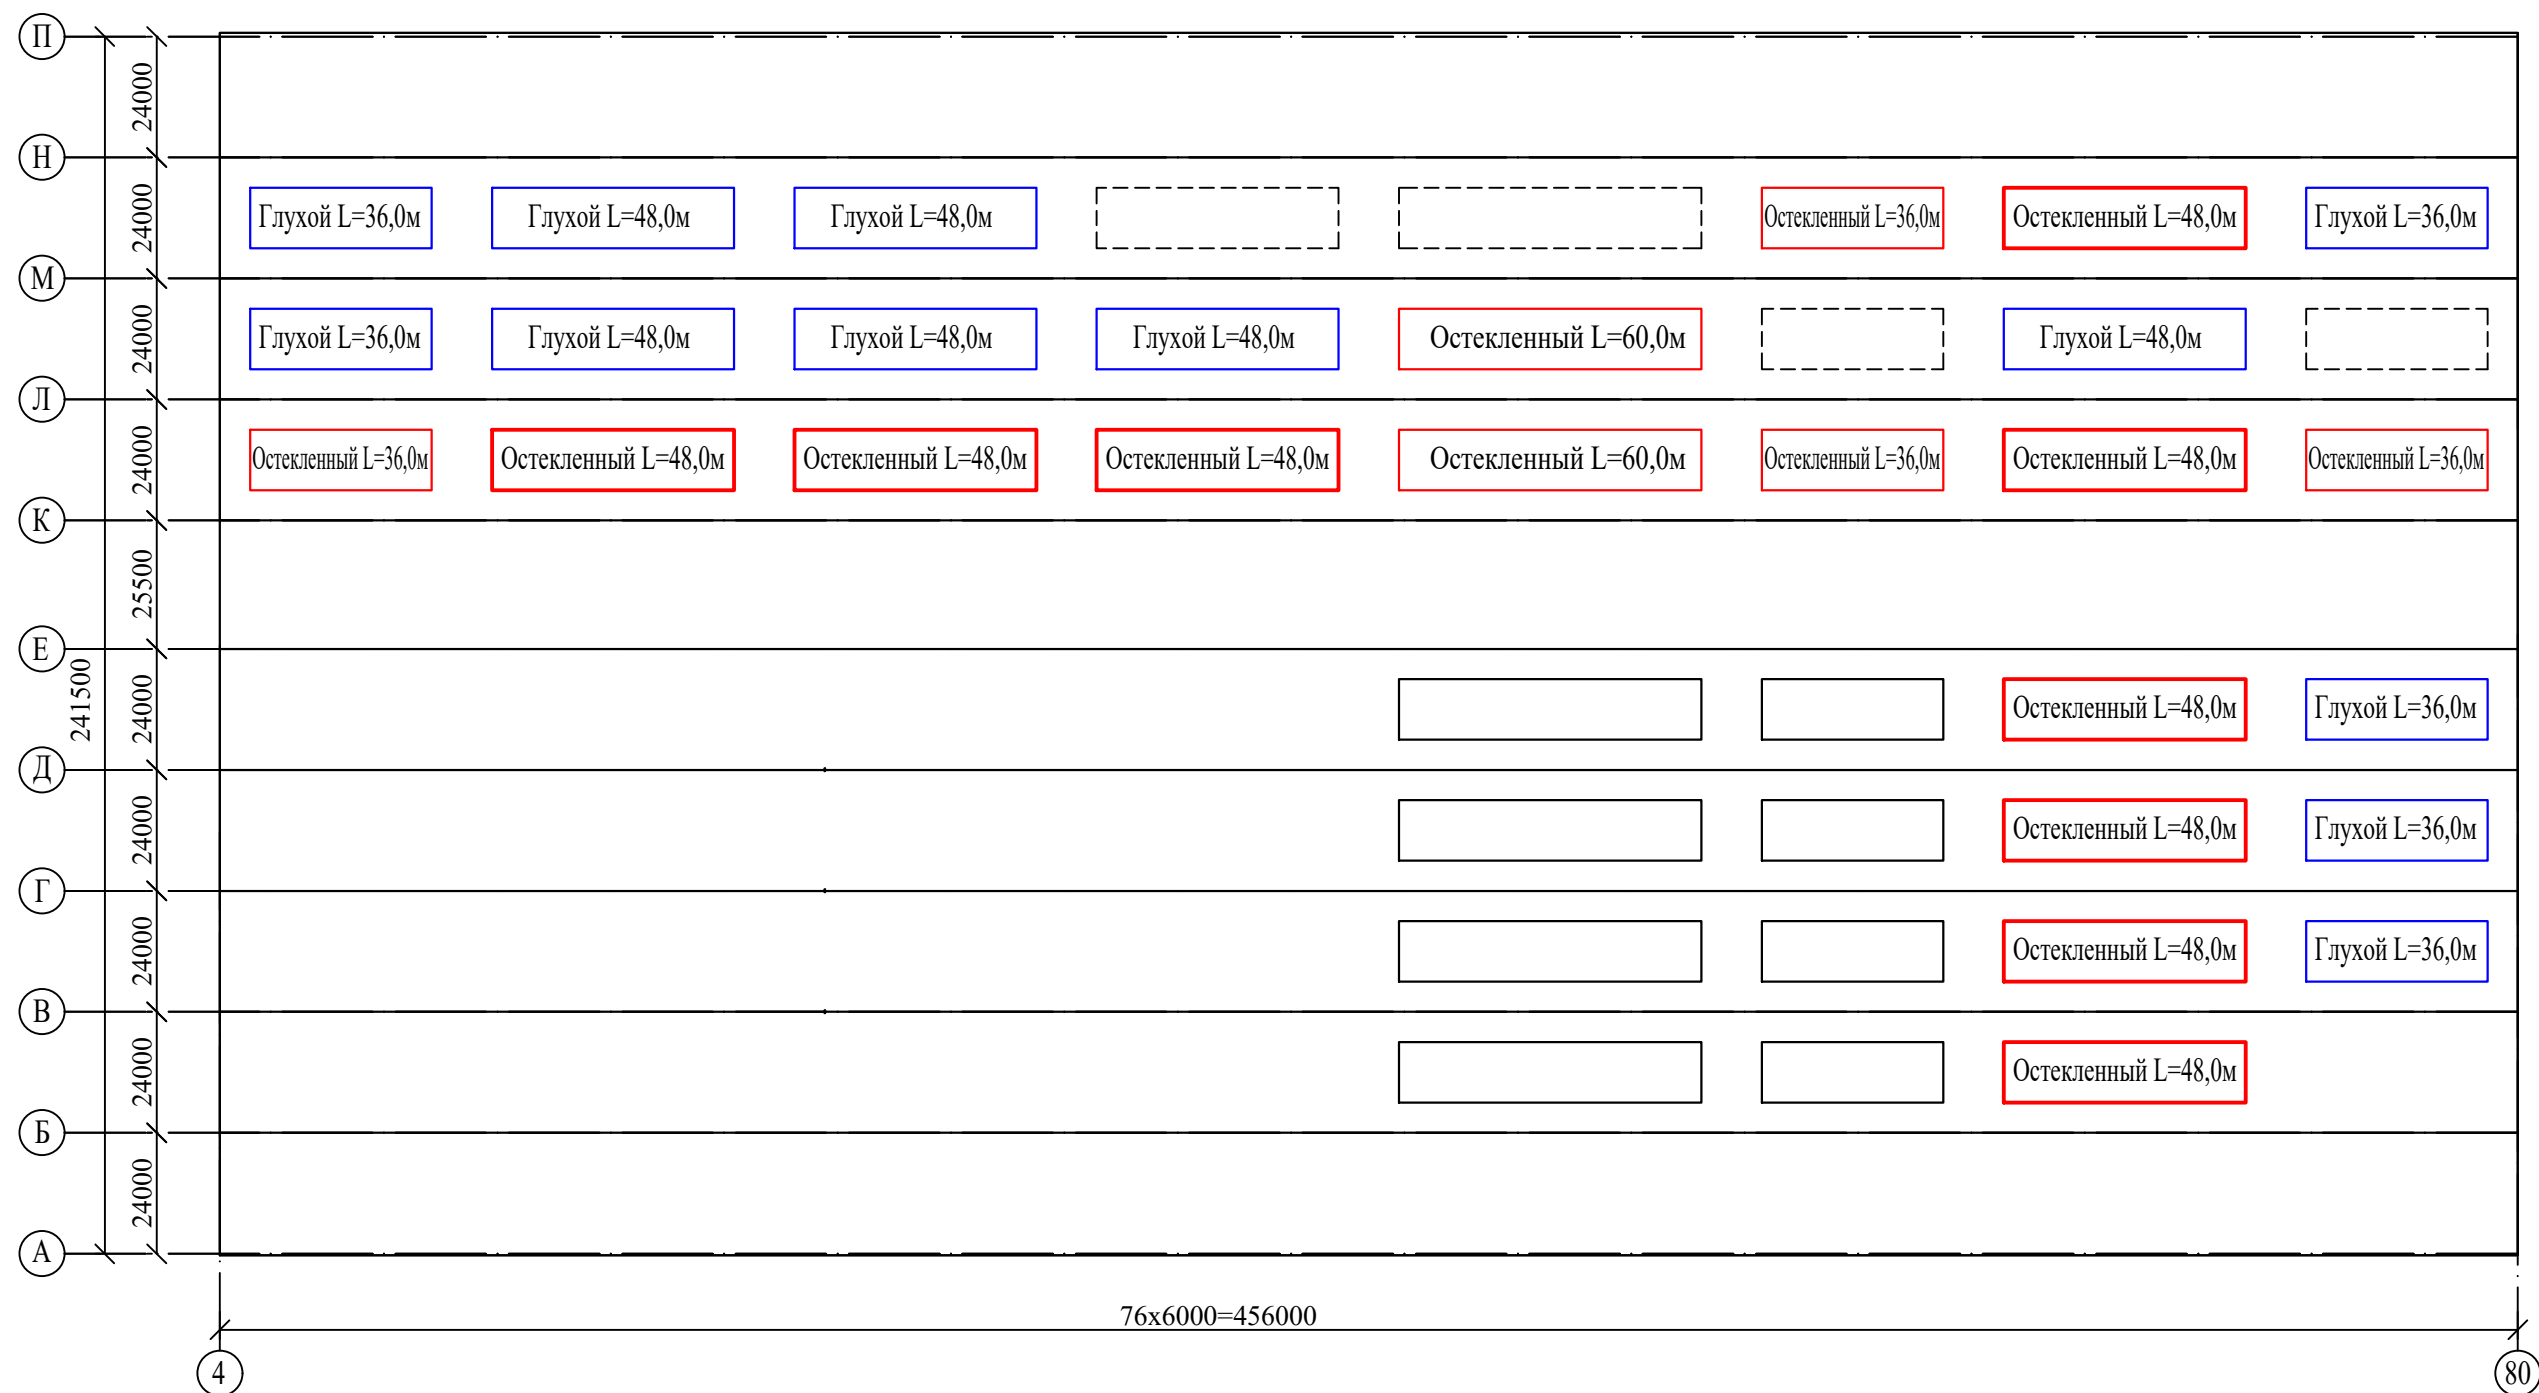 П
24000
Н
24000
Глухой L=36,0м
Глухой L=48,0м
Глухой L=48,0м
Остекленный L=36,0м
Остекленный L=48,0м
Глухой L=36,0м
М
24000
Глухой L=36,0м
Глухой L=48,0м
Глухой L=48,0м
Глухой L=48,0м
Остекленный L=60,0м
Глухой L=48,0м
Л
24000
Остекленный L=36,0м
Остекленный L=48,0м
Остекленный L=48,0м
Остекленный L=48,0м
Остекленный L=60,0м
Остекленный L=36,0м
Остекленный L=48,0м
Остекленный L=36,0м
К
25500
Е
241500
24000
Остекленный L=48,0м
Глухой L=36,0м
Д
24000
Остекленный L=48,0м
Глухой L=36,0м
Г
24000
Остекленный L=48,0м
Глухой L=36,0м
В
24000
Остекленный L=48,0м
Б
24000
А
76х6000=456000
4
80